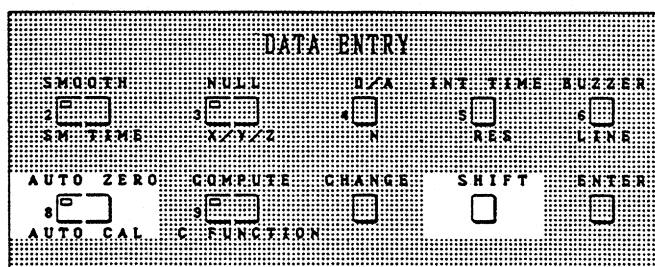 DATA ENTRY
SMOOTH NULL D/A INT TIME BUZZER
2 3 4 5 6
SM TIME X/Y/Z N RES LINE
AUTO ZERO COMPUTE CHANGE SHIFT ENTER
8 9
AUTO CAL C FUNCTION